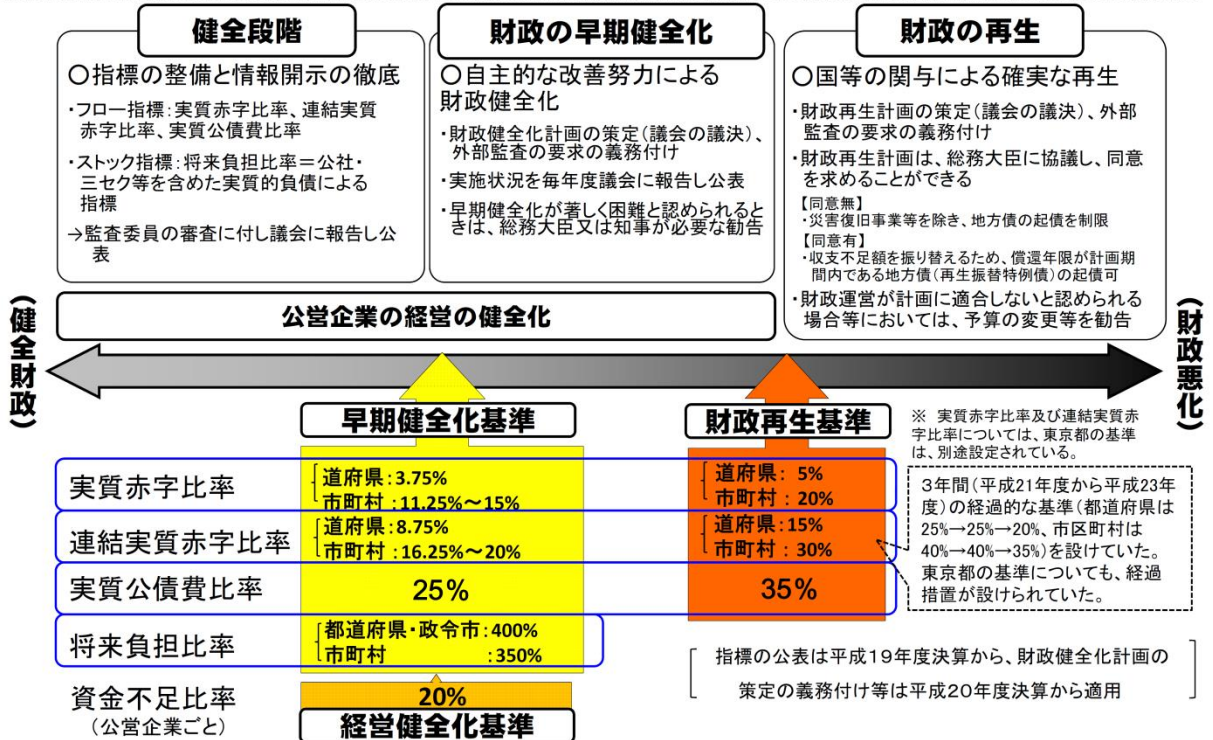 健全段階
○指標の整備と情報開示の徹底
・フロー指標：実質赤字比率、連結実質
赤字比率、実質公債費比率
・ストック指標：将来負担比率＝公社・
三セク等を含めた実質的負債による
指標
→監査委員の審査に付し議会に報告し公
表
財政の早期健全化
○自主的な改善努力による
財政健全化
・財政健全化計画の策定（議会の議決）、
外部監査の要求の義務付け
・実施状況を毎年度議会に報告し公表
・早期健全化が著しく困難と認められると
きは、総務大臣又は知事が必要な勧告
財政の再生
○国等の関与による確実な再生
・財政再生計画の策定（議会の議決）、外部
監査の要求の義務付け
・財政再生計画は、総務大臣に協議し、同意
を求めることができる
【同意無】
・災害復旧事業等を除き、地方債の起債を制限
【同意有】
・収支不足額を振り替えるため、償還年限が計画期
間内である地方債（再生振替特例債）の起債可
・財政運営が計画に適合しないと認められる
場合等においては、予算の変更等を勧告
公営企業の経営の健全化
（健全財政）
（財政悪化）
早期健全化基準
財政再生基準
※　実質赤字比率及び連結実質赤
字比率については、東京都の基準
は、別途設定されている。
実質赤字比率
道府県：3.75%
市町村：11.25%～15%
道府県： 5%
市町村：20%
連結実質赤字比率
道府県：8.75%
市町村：16.25%～20%
道府県：15%
市町村：30%
実質公債費比率
25%
35%
３年間（平成21年度から平成23年
度）の経過的な基準（都道府県は
25%→25%→20%、市区町村は
40%→40%→35%）を設けていた。
東京都の基準についても、経過
措置が設けられていた。
将来負担比率
都道府県・政令市：400%
市町村　　　　　：350%
資金不足比率
（公営企業ごと）
20%
経営健全化基準
指標の公表は平成１９年度決算から、財政健全化計画の
策定の義務付け等は平成２０年度決算から適用